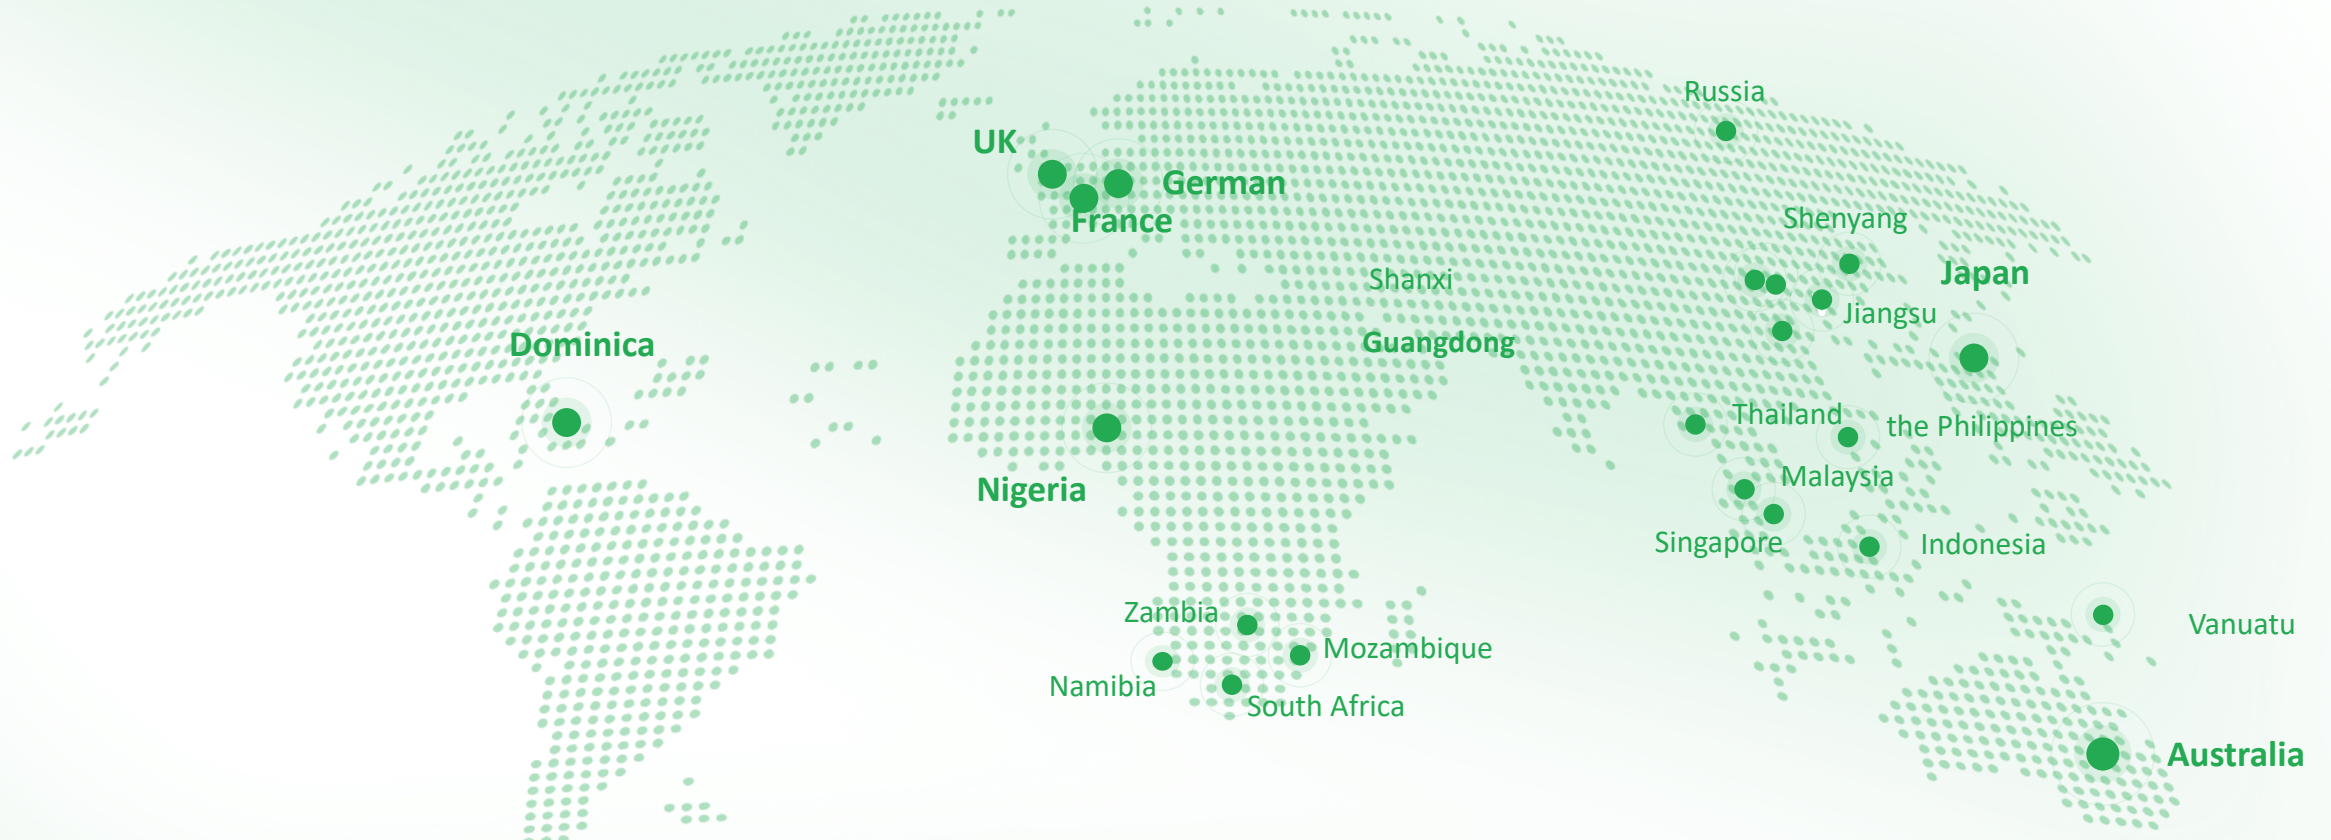 Russia
UK
German
France
Shenyang
Shanxi
Japan
Jiangsu
Dominica
Guangdong
Thailand
the Philippines
Malaysia
Nigeria
Singapore
Indonesia
Zambia
Vanuatu
Mozambique
Namibia
South Africa
Australia